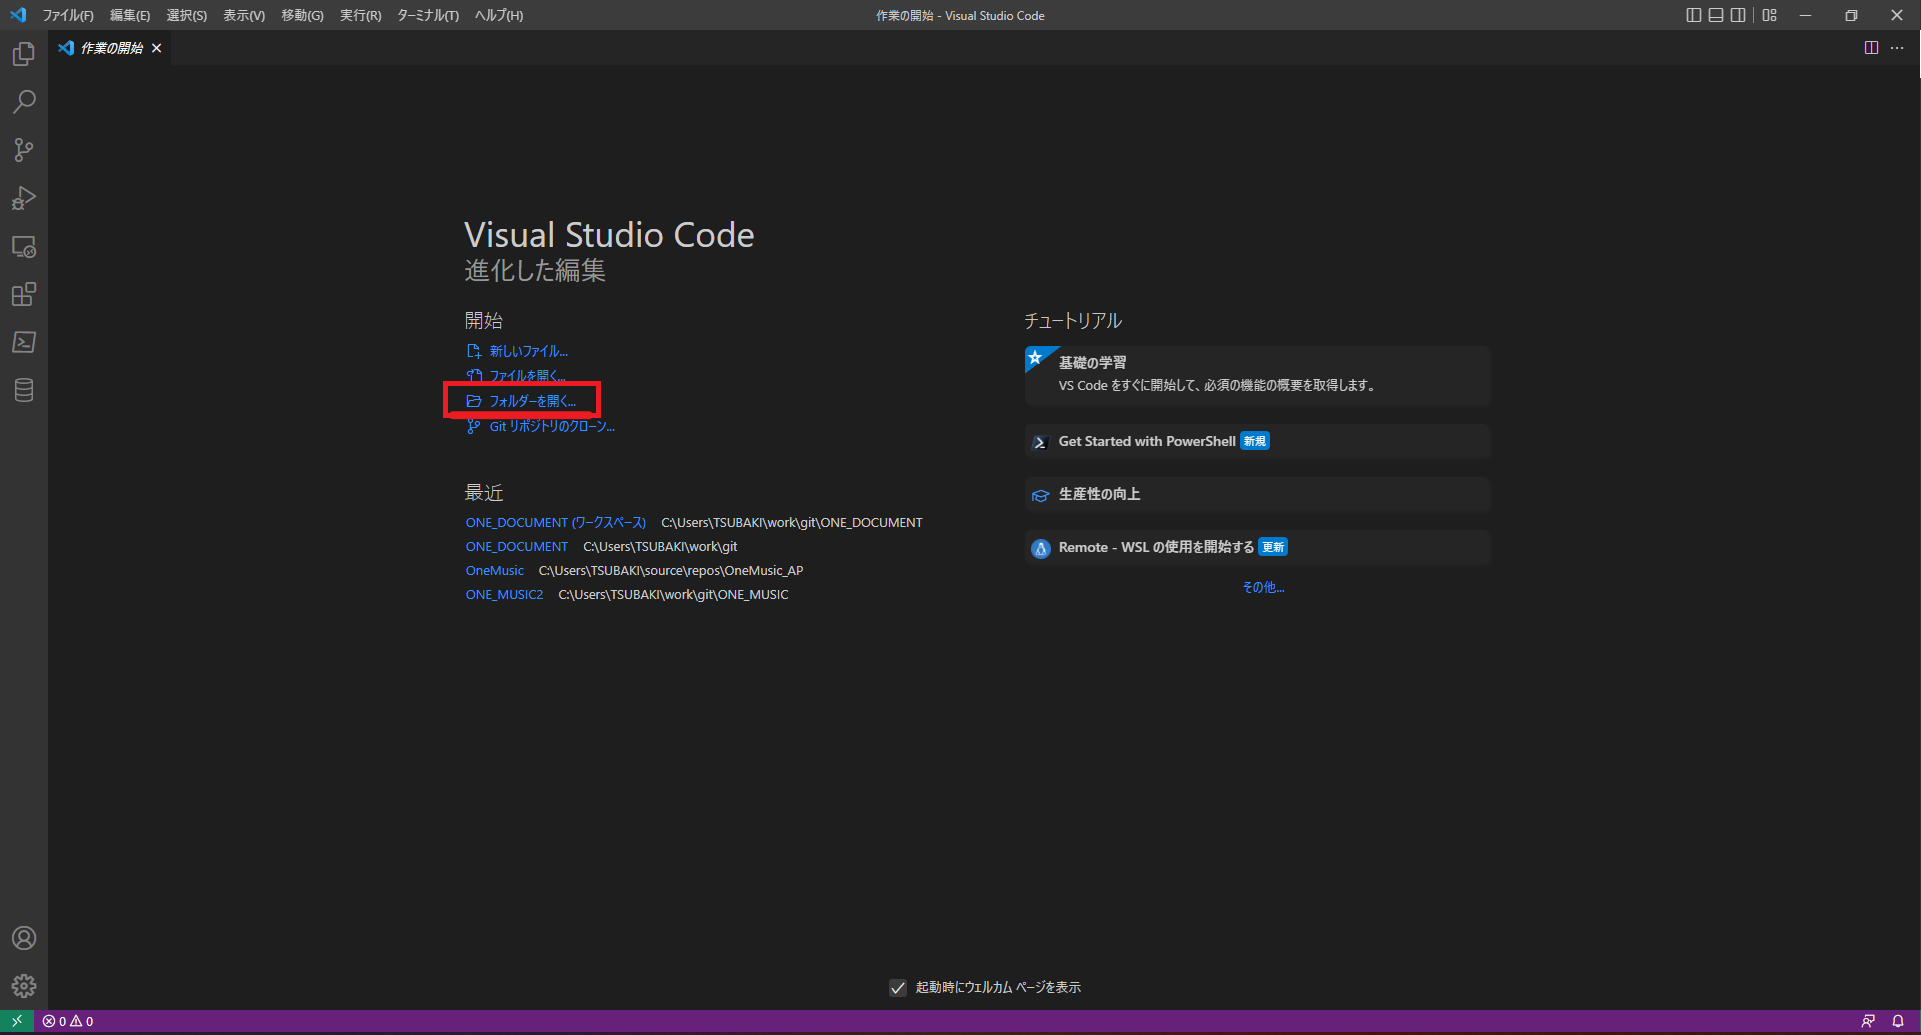 ファイル(F) 編集(E) 選択(S) 表示(V) 移動(G) 実行(R) ターミナル(T) ヘルプ(H) 作業の開始 - Visual Studio Code
作業の開始
Visual Studio Code
進化した編集
開始
新しいファイル...
ファイルを開く...
フォルダーを開く...
Git リポジトリのクローン...
最近
ONE_DOCUMENT (ワークスペース) C:\Users\TSUBAKI\work\git\ONE_DOCUMENT
ONE_DOCUMENT C:\Users\TSUBAKI\work\git
OneMusic C:\Users\TSUBAKI\source\repos\OneMusic_AP
ONE_MUSIC2 C:\Users\TSUBAKI\work\git\ONE_MUSIC
チュートリアル
基礎の学習
VS Code をすぐに開始して、必須の機能の概要を取得します。
Get Started with PowerShell 新規
生産性の向上
Remote - WSL の使用を開始する 更新
その他...
起動時にウェルカム ページを表示
0 0